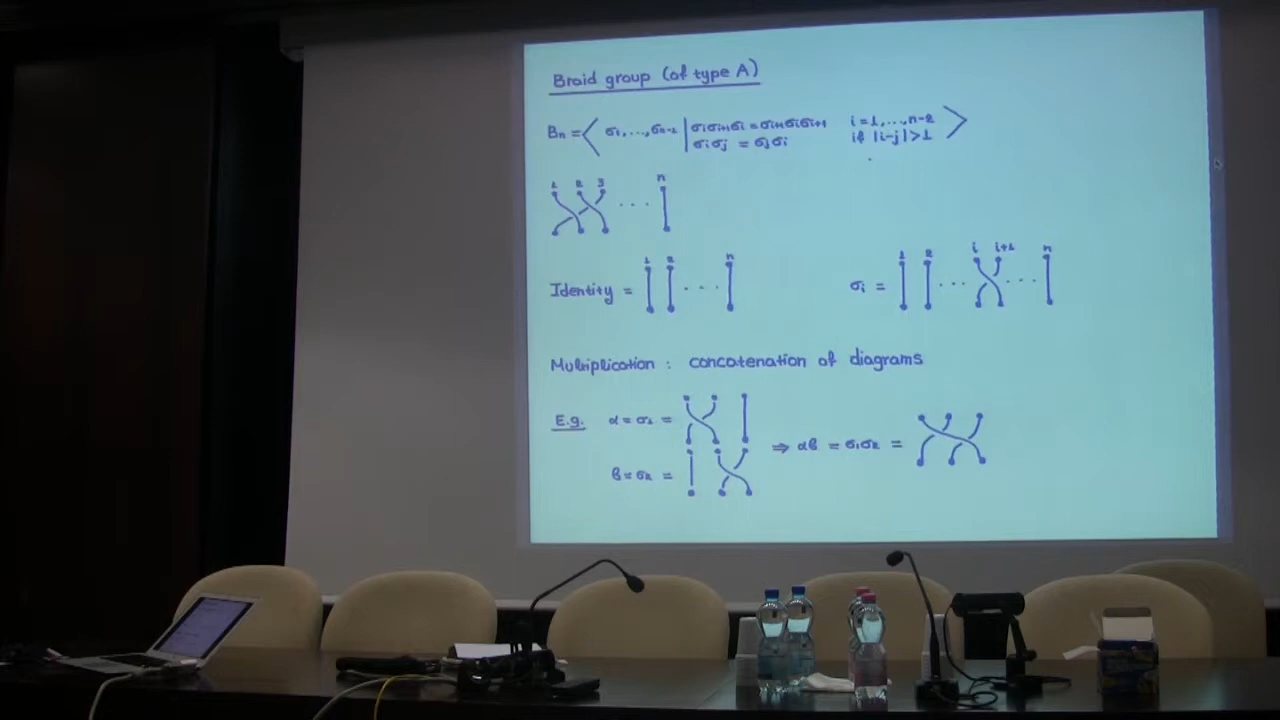 Braid group (of type A)
Bn = ⟨ σ1,...,σn-1 | σiσi+1σi = σi+1σiσi+1 i=1,...,n-2
σiσj = σjσi if |i-j|>1 ⟩
1 2 3 ... n
Identity = 1 2 ... n
σi = 1 2 ... i i+1 ... n
Multiplication : concatenation of diagrams
E.g. α = σ1 =
β = σ2 = ⇒ αβ = σ1σ2 =